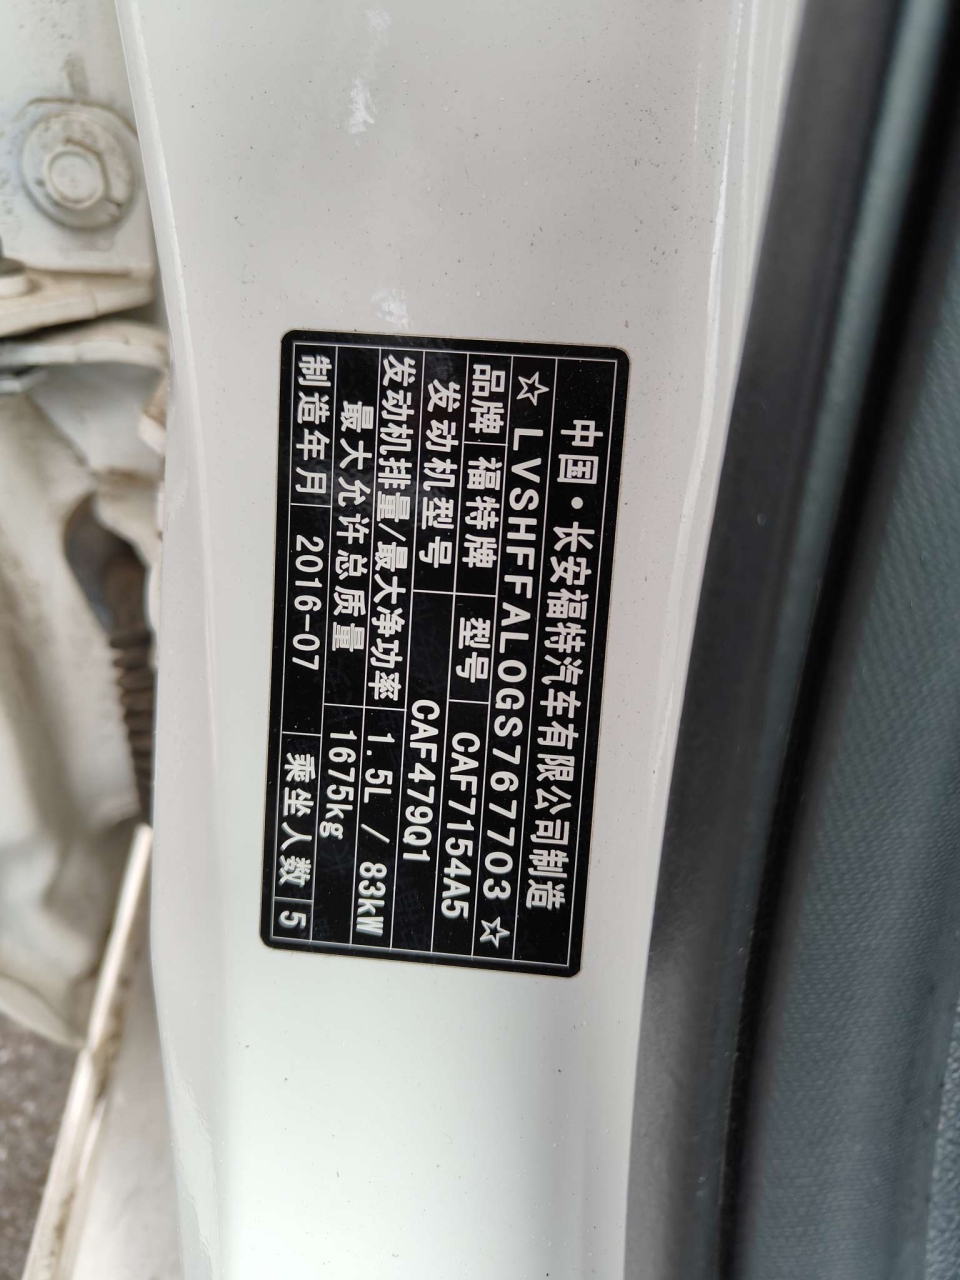 中国·长安福特汽车有限公司制造
☆LVSHFFAL0GS767703☆
品牌 福特牌 型号 CAF7154A5
发动机型号 CAF479Q1
发动机排量/最大净功率 1.5L / 83kW
最大允许总质量 1675kg
制造年月 2016-07 乘坐人数 5